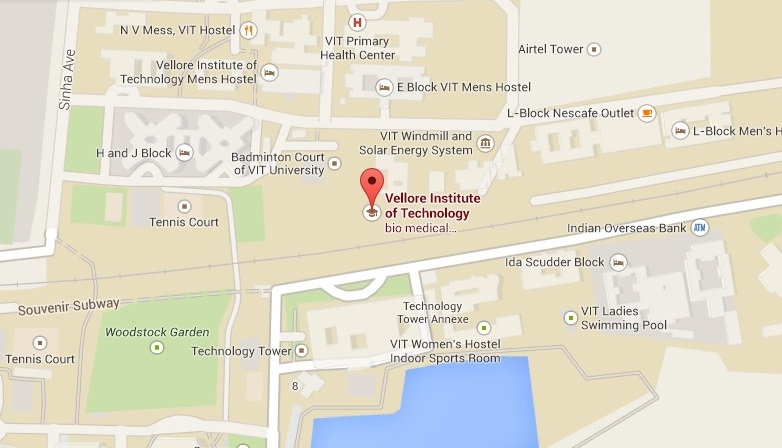 N V Mess, VIT Hostel
H
VIT Primary
Health Center
Airtel Tower
Sinha Ave
Vellore Institute of
Technology Mens Hostel
E Block VIT Mens Hostel
L-Block Nescafe Outlet
L-Block Men's H
VIT Windmill and
Solar Energy System
H and J Block
Badminton Court
of VIT University
Vellore Institute
of Technology
bio medical...
Tennis Court
Indian Overseas Bank
ATM
Ida Scudder Block
Souvenir Subway
Technology
Tower Annexe
VIT Ladies
Swimming Pool
Woodstock Garden
Tennis Court
Technology Tower
VIT Women's Hostel
Indoor Sports Room
8